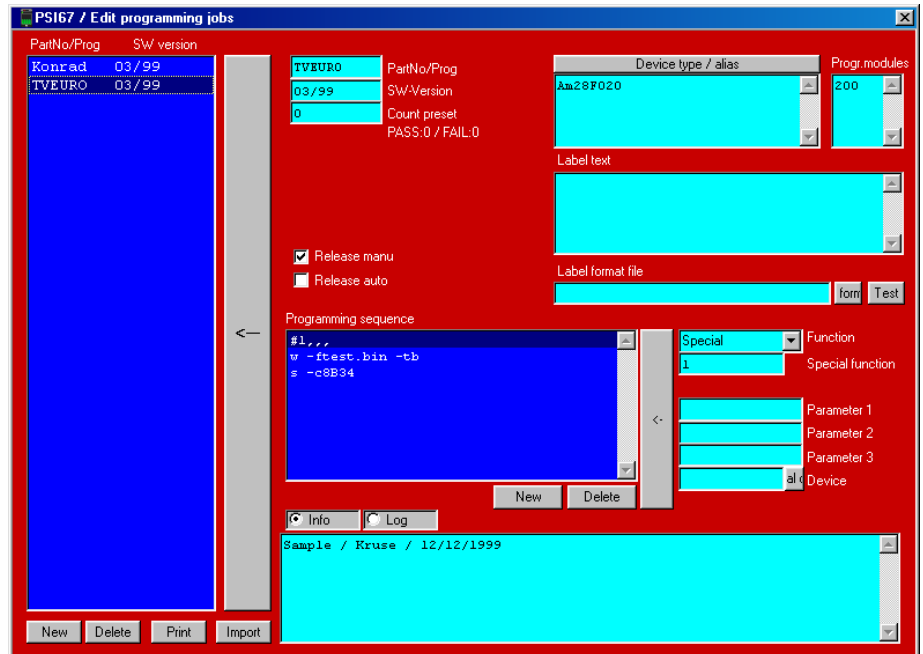 PSI67 / Edit programming jobs
PartNo/Prog SW version
Konrad 03/99
TVEURO 03/99
<--
TVEURO PartNo/Prog
03/99 SW-Version
0 Count preset
PASS:0 / FAIL:0
Device type / alias
Am28F020
Progr.modules
200
Label text
Release manu
Release auto
Label format file
form Test
Programming sequence
#1,,,
w -ftest.bin -tb
s -c8B34
<-
Special Function
1 Special function
Parameter 1
Parameter 2
Parameter 3
Device
New Delete
Info Log
Sample / Kruse / 12/12/1999
New Delete Print Import